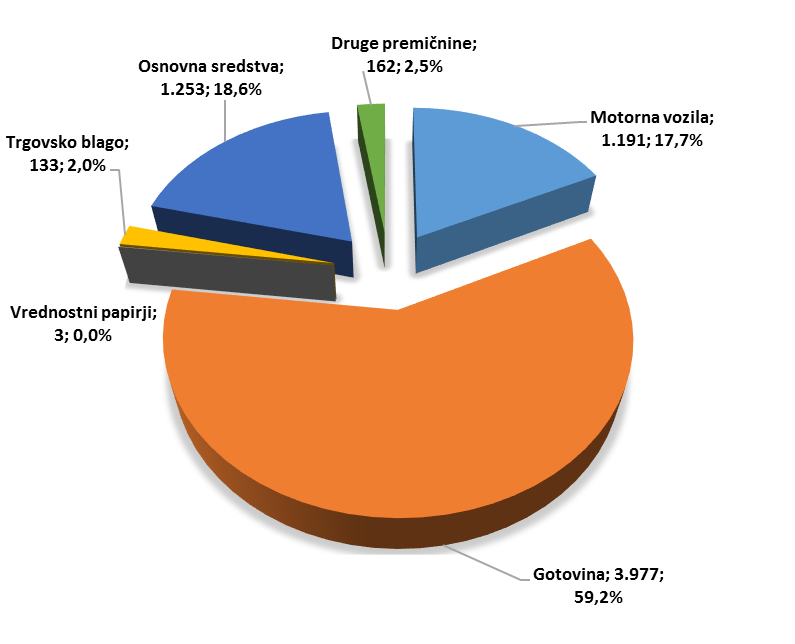 Druge premičnine;
162; 2,5%
Osnovna sredstva;
1.253; 18,6%
Motorna vozila;
1.191; 17,7%
Trgovsko blago;
133; 2,0%
Vrednostni papirji;
3; 0,0%
Gotovina; 3.977;
59,2%